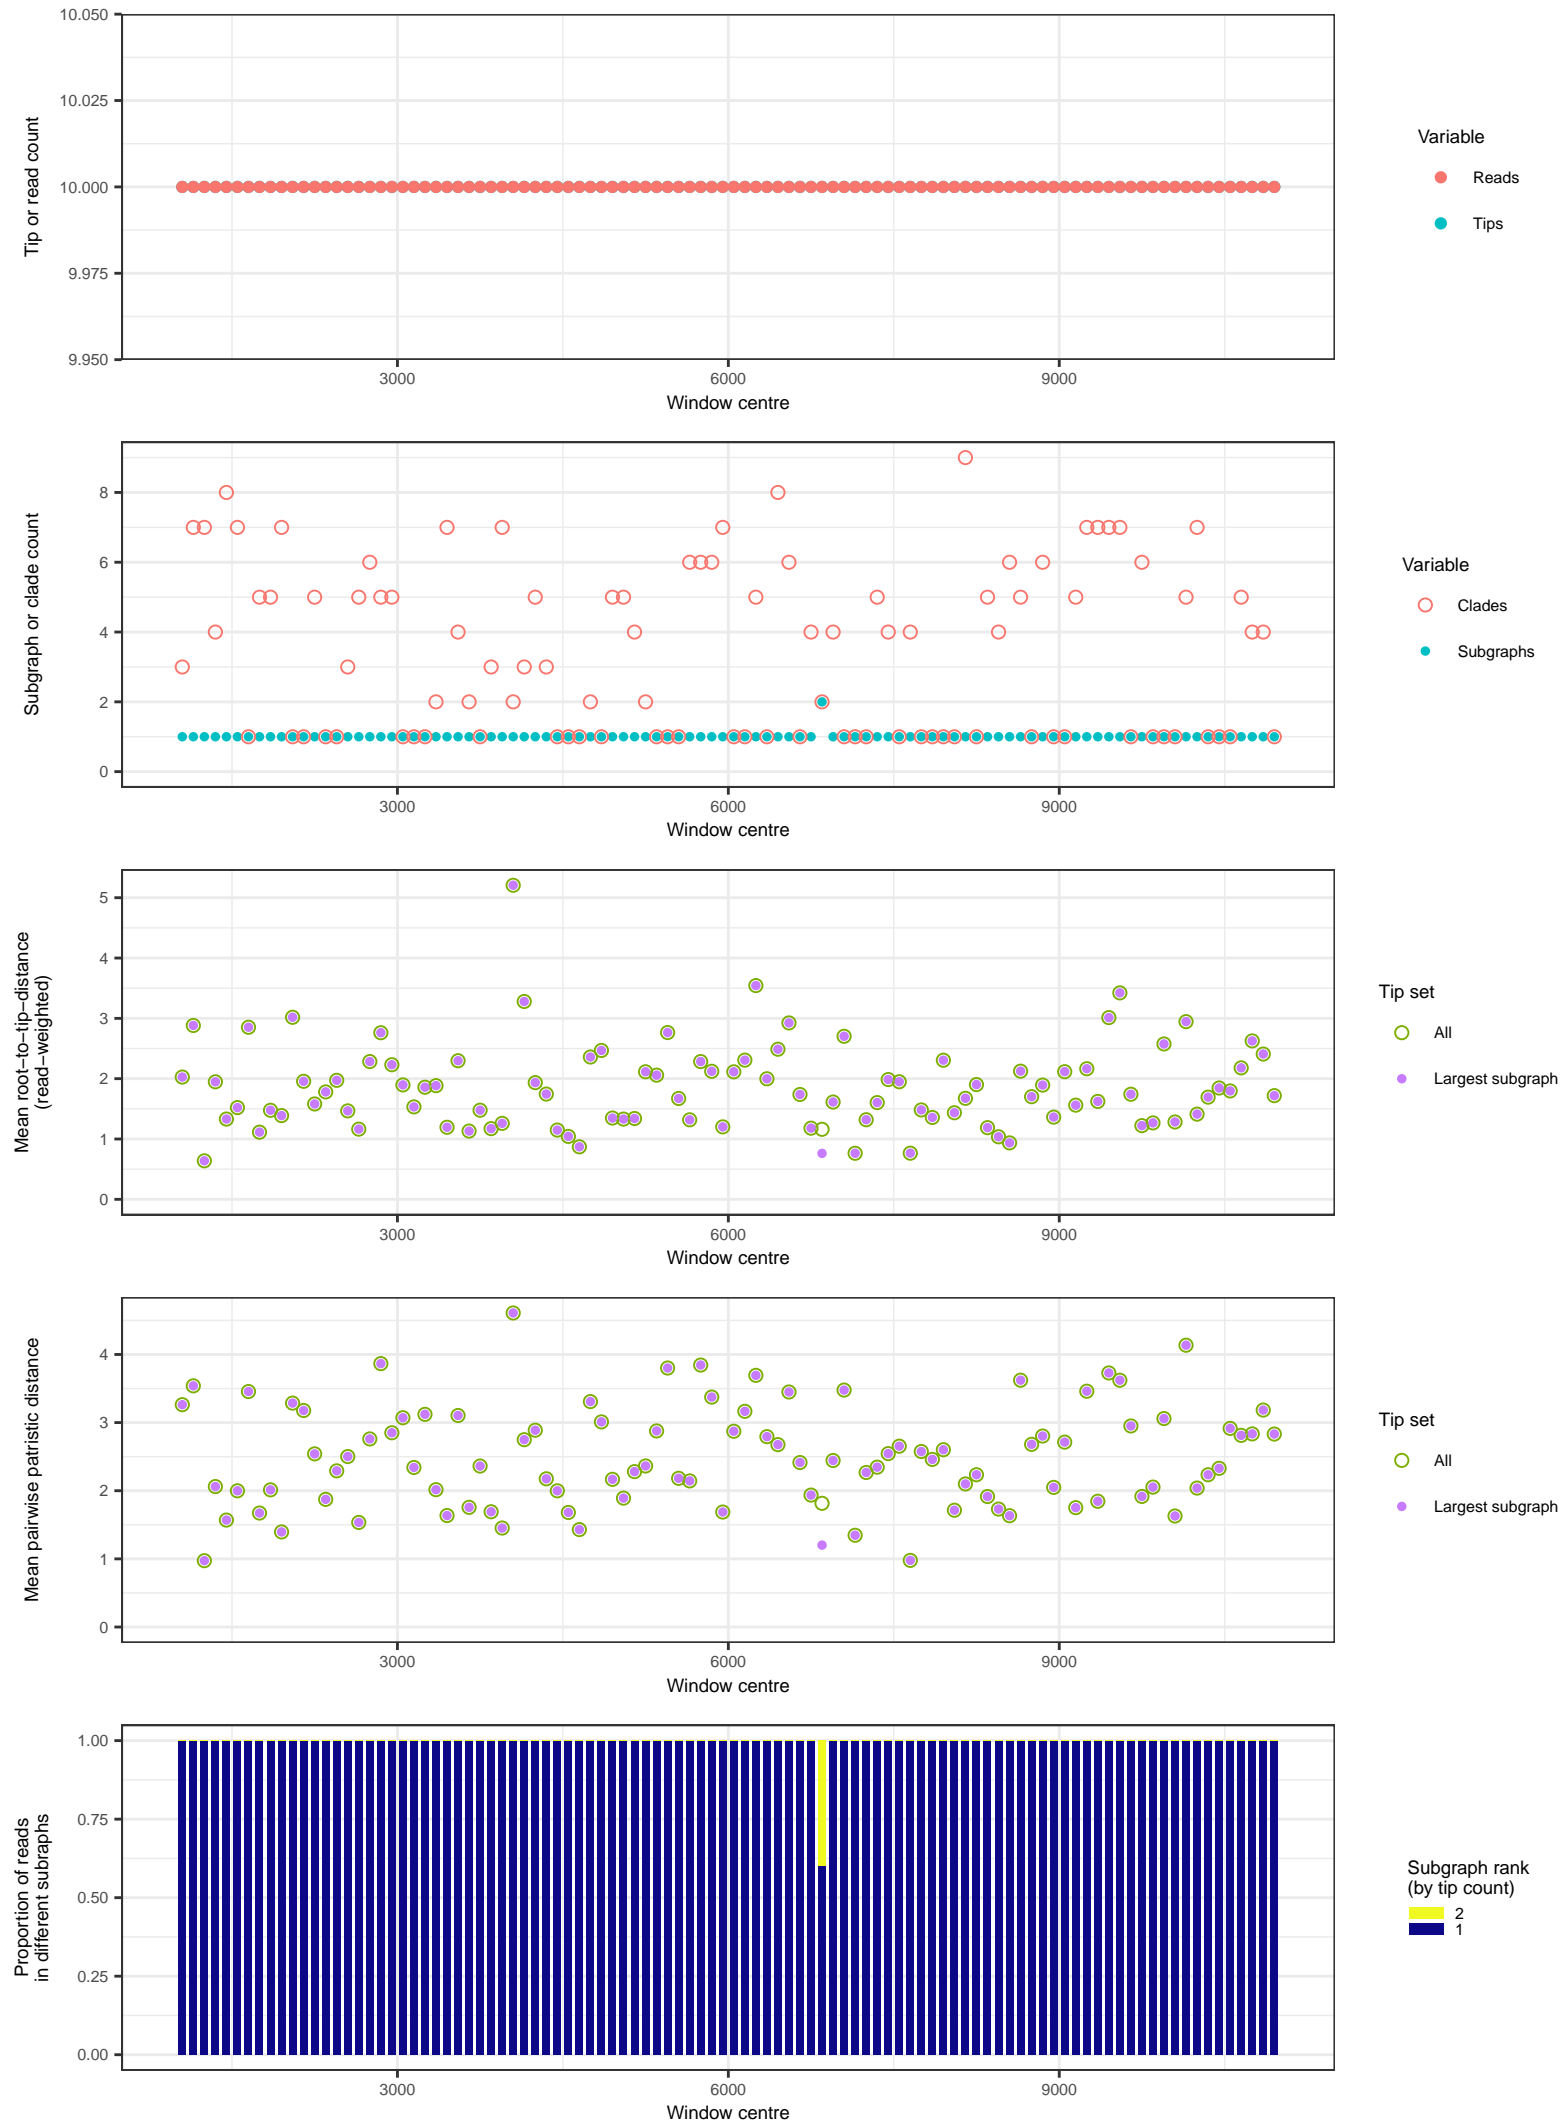 10.050
10.025
10.000
9.975
9.950
Tip or read count
3000 6000 9000
Window centre
Variable
Reads
Tips
8
6
4
2
0
Subgraph or clade count
3000 6000 9000
Window centre
Variable
Clades
Subgraphs
5
4
3
2
1
0
Mean root−to−tip−distance
(read−weighted)
3000 6000 9000
Window centre
Tip set
All
Largest subgraph
4
3
2
1
0
Mean pairwise patristic distance
3000 6000 9000
Window centre
Tip set
All
Largest subgraph
1.00
0.75
0.50
0.25
0.00
Proportion of reads
in different subraphs
3000 6000 9000
Window centre
Subgraph rank
(by tip count)
2
1